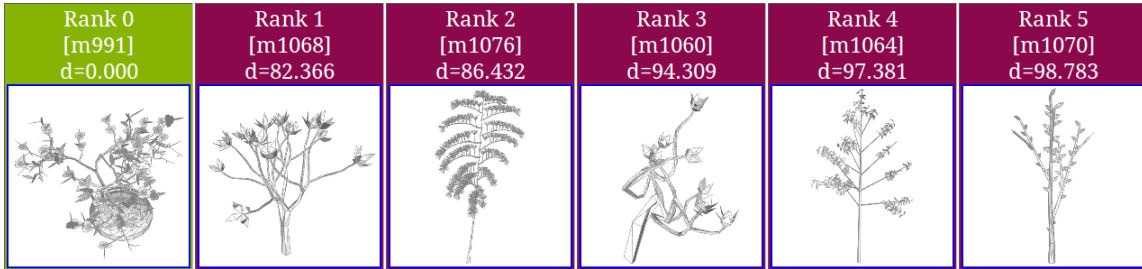 Rank 0
[m991]
d=0.000
Rank 1
[m1068]
d=82.366
Rank 2
[m1076]
d=86.432
Rank 3
[m1060]
d=94.309
Rank 4
[m1064]
d=97.381
Rank 5
[m1070]
d=98.783